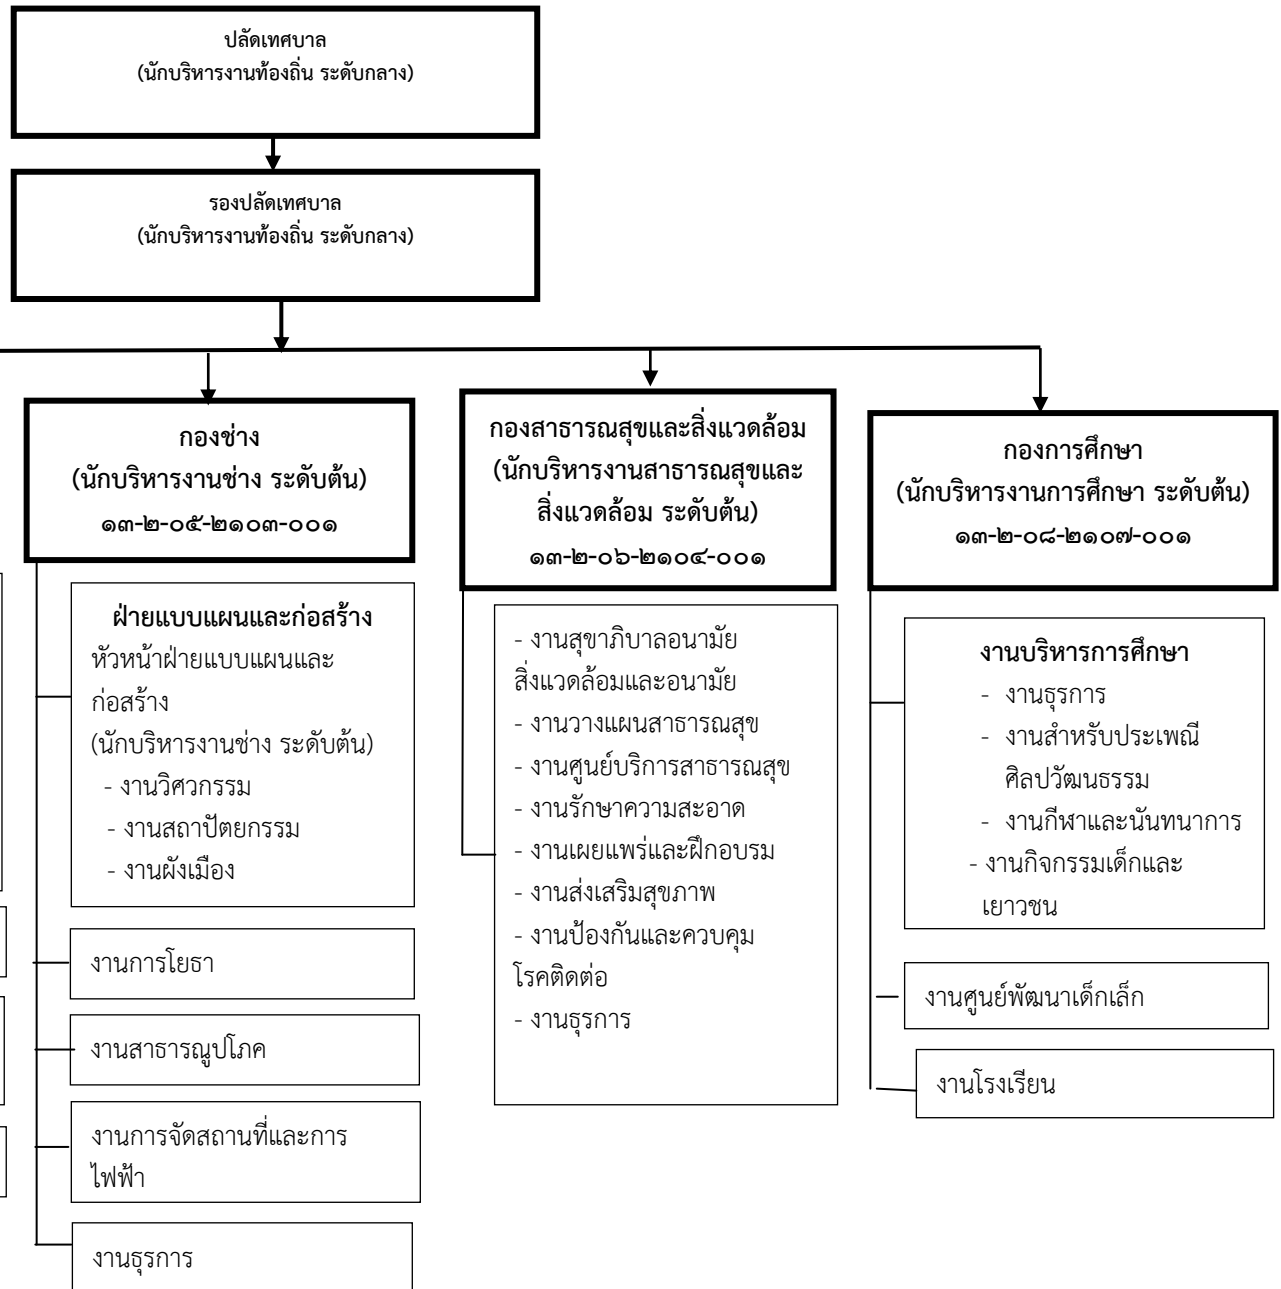 ปลัดเทศบาล
(นักบริหารงานท้องถิ่น ระดับกลาง)
รองปลัดเทศบาล
(นักบริหารงานท้องถิ่น ระดับกลาง)
กองช่าง
(นักบริหารงานช่าง ระดับต้น)
๑๓-๒-๐๕-๒๑๐๓-๐๐๑
ฝ่ายแบบแผนและก่อสร้าง
หัวหน้าฝ่ายแบบแผนและ
ก่อสร้าง
(นักบริหารงานช่าง ระดับต้น)
- งานวิศวกรรม
- งานสถาปัตยกรรม
- งานผังเมือง
งานการโยธา
งานสาธารณูปโภค
งานการจัดสถานที่และการ
ไฟฟ้า
งานธุรการ
กองสาธารณสุขและสิ่งแวดล้อม
(นักบริหารงานสาธารณสุขและ
สิ่งแวดล้อม ระดับต้น)
๑๓-๒-๐๖-๒๑๐๔-๐๐๑
- งานสุขาภิบาลอนามัย
สิ่งแวดล้อมและอนามัย
- งานวางแผนสาธารณสุข
- งานศูนย์บริการสาธารณสุข
- งานรักษาความสะอาด
- งานเผยแพร่และฝึกอบรม
- งานส่งเสริมสุขภาพ
- งานป้องกันและควบคุม
โรคติดต่อ
- งานธุรการ
กองการศึกษา
(นักบริหารงานการศึกษา ระดับต้น)
๑๓-๒-๐๘-๒๑๐๗-๐๐๑
งานบริหารการศึกษา
- งานธุรการ
- งานสำหรับประเพณี
ศิลปวัฒนธรรม
- งานกีฬาและนันทนาการ
- งานกิจกรรมเด็กและ
เยาวชน
งานศูนย์พัฒนาเด็กเล็ก
งานโรงเรียน